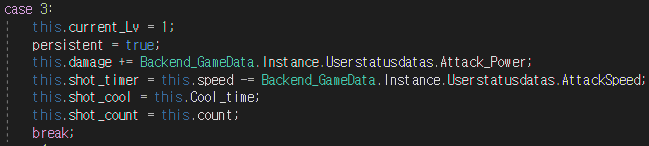 case 3:
this.current_Lv = 1;
persistent = true;
this.damage += Backend_GameData.Instance.Userstatusdatas.Attack_Power;
this.shot_timer = this.speed -= Backend_GameData.Instance.Userstatusdatas.AttackSpeed;
this.shot_cool = this.Cool_time;
this.shot_count = this.count;
break;